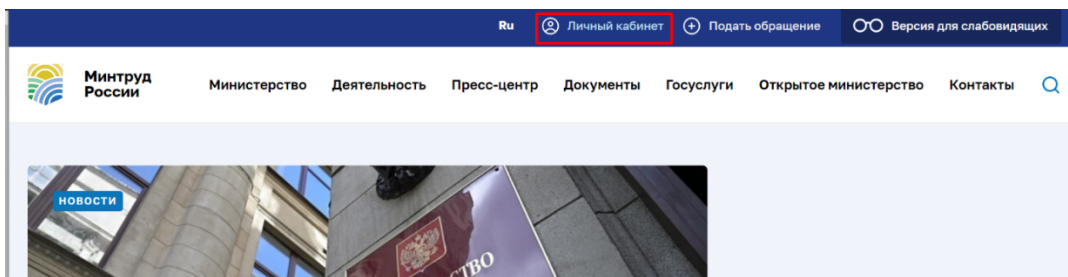 Ru Личный кабинет Подать обращение Версия для слабовидящих
Минтруд
России
Министерство Деятельность Пресс-центр Документы Госуслуги Открытое министерство Контакты
НОВОСТИ
СТВО